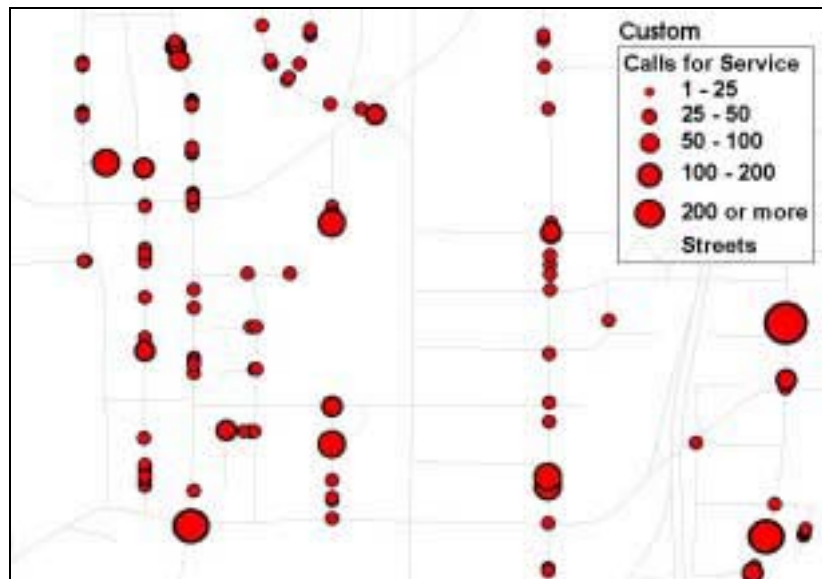 Custom
Calls for Service
1 - 25
25 - 50
50 - 100
100 - 200
200 or more
Streets